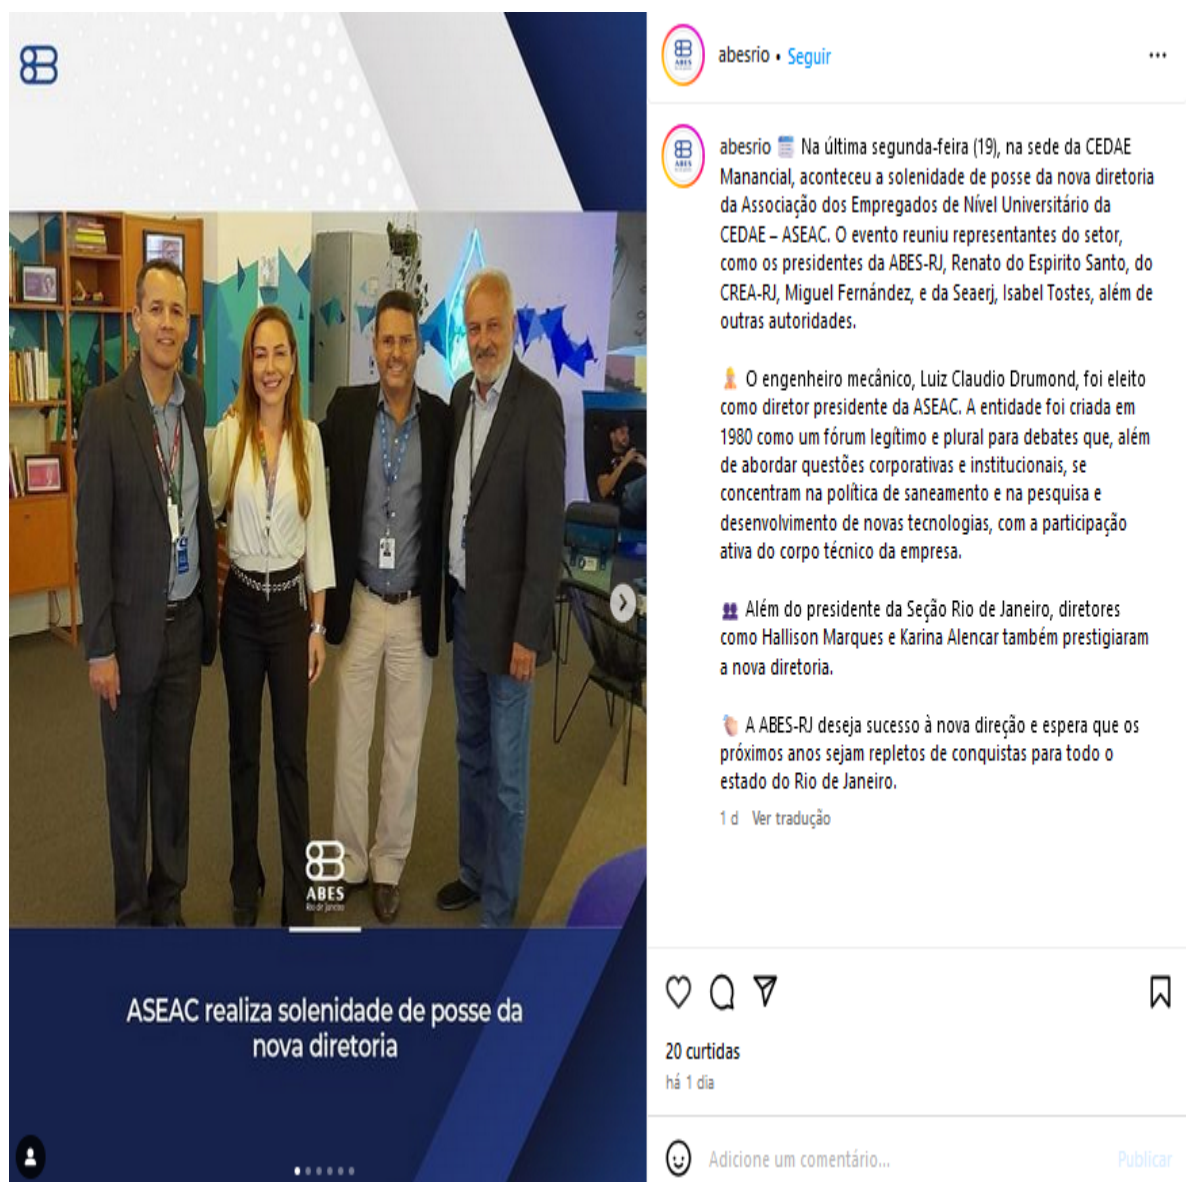 abesrio • Seguir
abesrio Na última segunda-feira (19), na sede da CEDAE
Manancial, aconteceu a solenidade de posse da nova diretoria
da Associação dos Empregados de Nível Universitário da
CEDAE – ASEAC. O evento reuniu representantes do setor,
como os presidentes da ABES-RJ, Renato do Espirito Santo, do
CREA-RJ, Miguel Fernández, e da Seaerj, Isabel Tostes, além de
outras autoridades.
O engenheiro mecânico, Luiz Claudio Drumond, foi eleito
como diretor presidente da ASEAC. A entidade foi criada em
1980 como um fórum legítimo e plural para debates que, além
de abordar questões corporativas e institucionais, se
concentram na política de saneamento e na pesquisa e
desenvolvimento de novas tecnologias, com a participação
ativa do corpo técnico da empresa.
Além do presidente da Seção Rio de Janeiro, diretores
como Hallison Marques e Karina Alencar também prestigiaram
a nova diretoria.
A ABES-RJ deseja sucesso à nova direção e espera que os
próximos anos sejam repletos de conquistas para todo o
estado do Rio de Janeiro.
1 d Ver tradução
ABES
Rio de Janeiro
ASEAC realiza solenidade de posse da
nova diretoria
20 curtidas
há 1 dia
Adicione um comentário...
Publicar